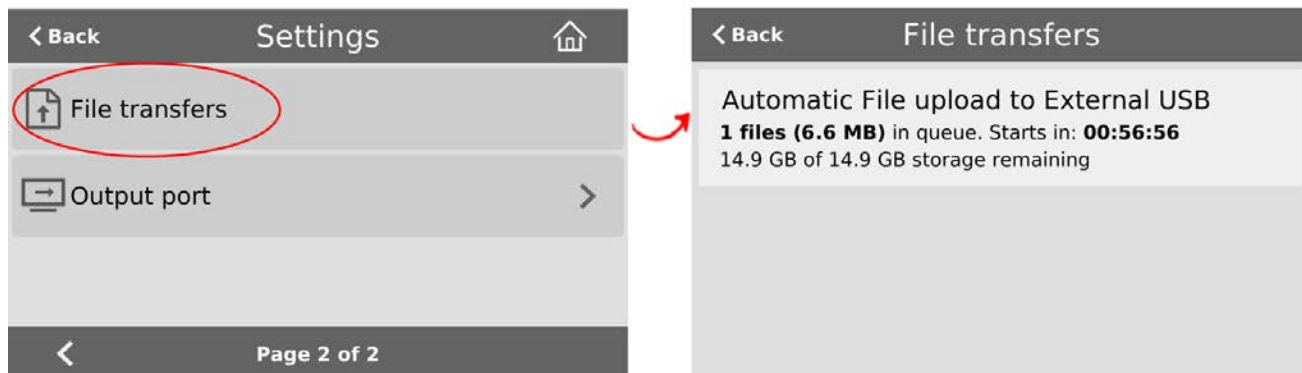 Back
Settings
File transfers
Output port
Page 2 of 2
Back
File transfers
Automatic File upload to External USB
1 files (6.6 MB) in queue. Starts in: 00:56:56
14.9 GB of 14.9 GB storage remaining